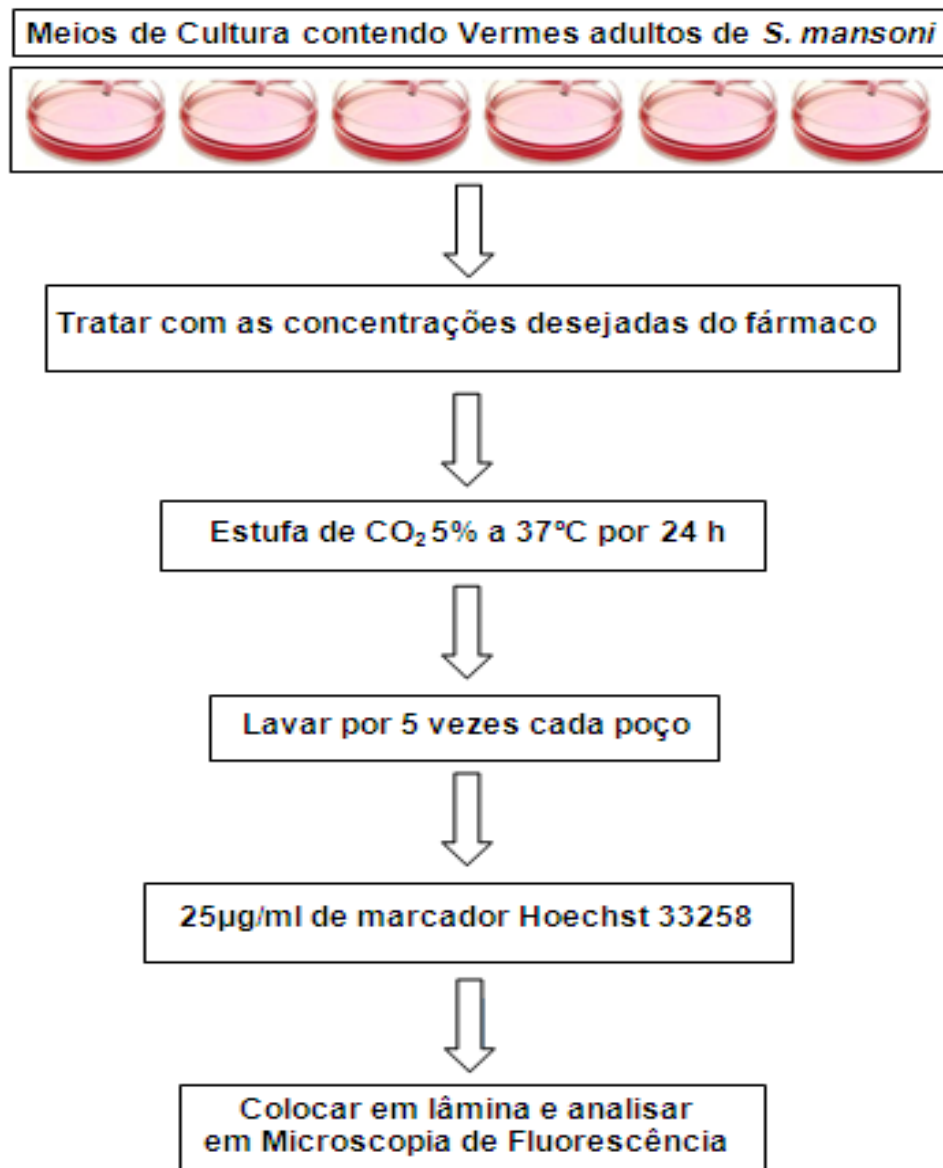 Meios de Cultura contendo Vermes adultos de S. mansoni
Tratar com as concentrações desejadas do fármaco
Estufa de CO₂ 5% a 37ºC por 24 h
Lavar por 5 vezes cada poço
25µg/ml de marcador Hoechst 33258
Colocar em lâmina e analisar
em Microscopia de Fluorescência